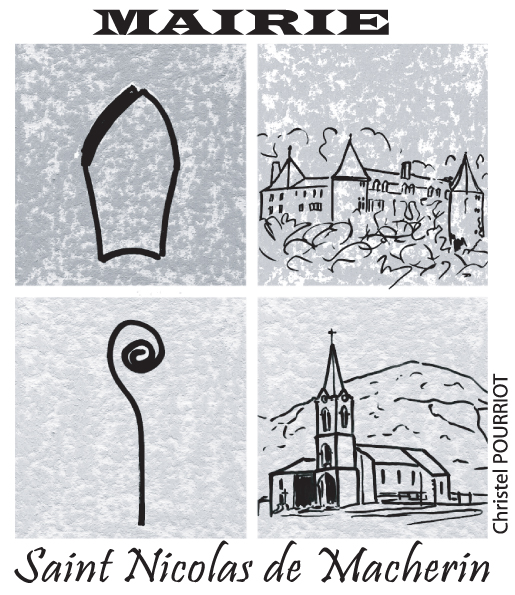 MAIRIE
Christel POURRIOT
Saint Nicolas de Macherin